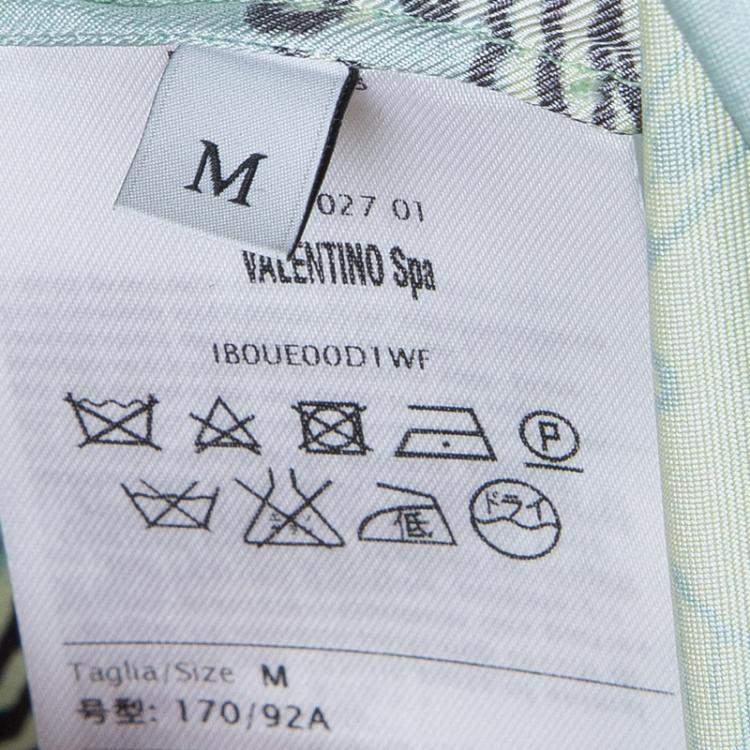 M
027 01
VALENTINO Spa
IB0UE00D1WF
P
低 ドライ
Taglia/Size M
号型: 170/92A